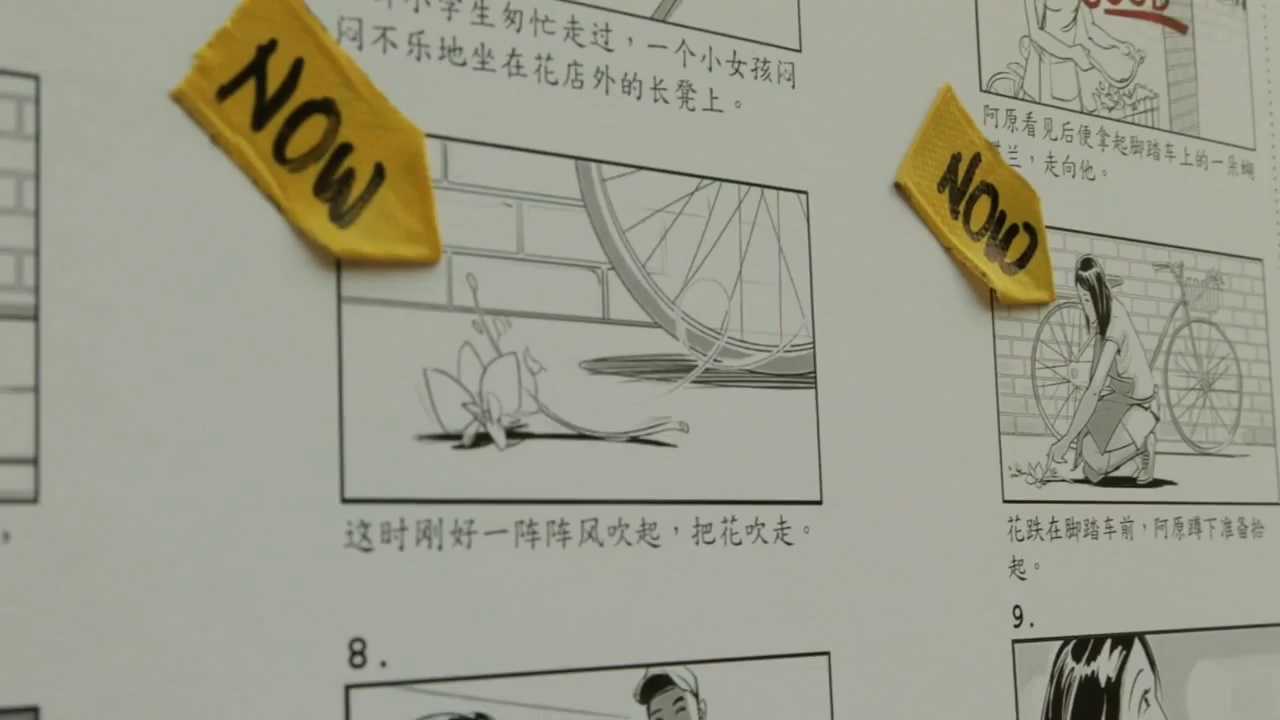 NOW
小学生匆忙走过，一个小女孩闷
闷不乐地坐在花店外的长凳上。
这时刚好一阵阵风吹起，把花吹走。
8.
GOOD
阿原看见后便拿起脚踏车上的一朵蝴
兰，走向他。
NOW
花跌在脚踏车前，阿原蹲下准备拾
起。
9.